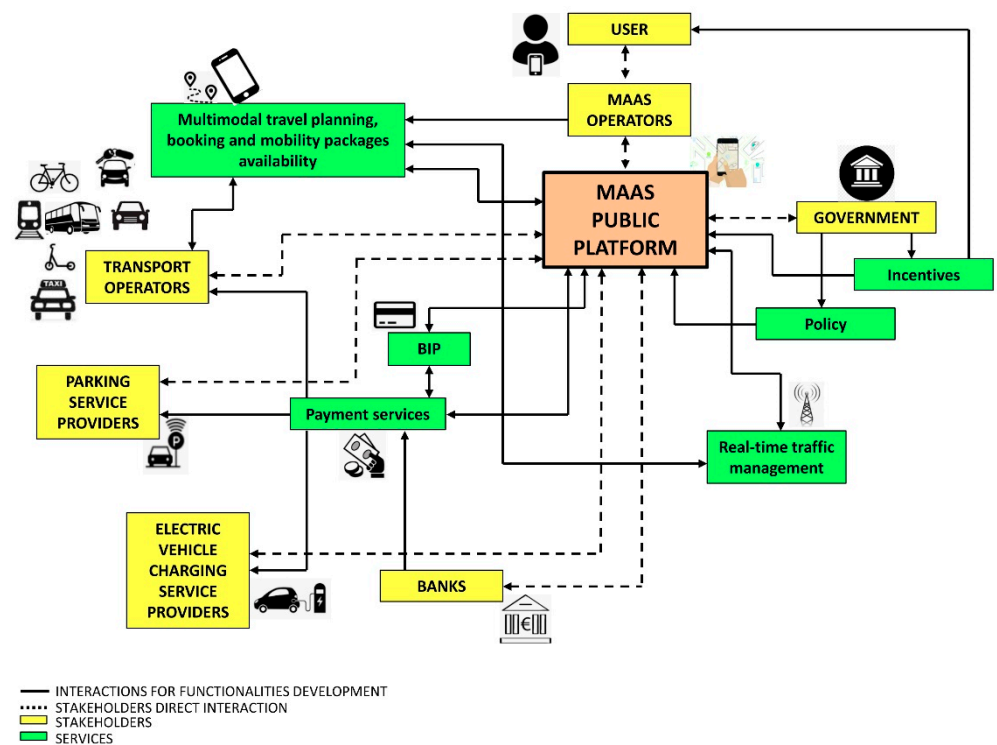 USER
MAAS
OPERATORS
Multimodal travel planning,
booking and mobility packages
availability
MAAS
PUBLIC
PLATFORM
GOVERNMENT
TRANSPORT
OPERATORS
TAXI
Incentives
Policy
BIP
PARKING
SERVICE
PROVIDERS
P
Payment services
Real-time traffic
management
ELECTRIC
VEHICLE
CHARGING
SERVICE
PROVIDERS
BANKS
€
INTERACTIONS FOR FUNCTIONALITIES DEVELOPMENT
STAKEHOLDERS DIRECT INTERACTION
STAKEHOLDERS
SERVICES